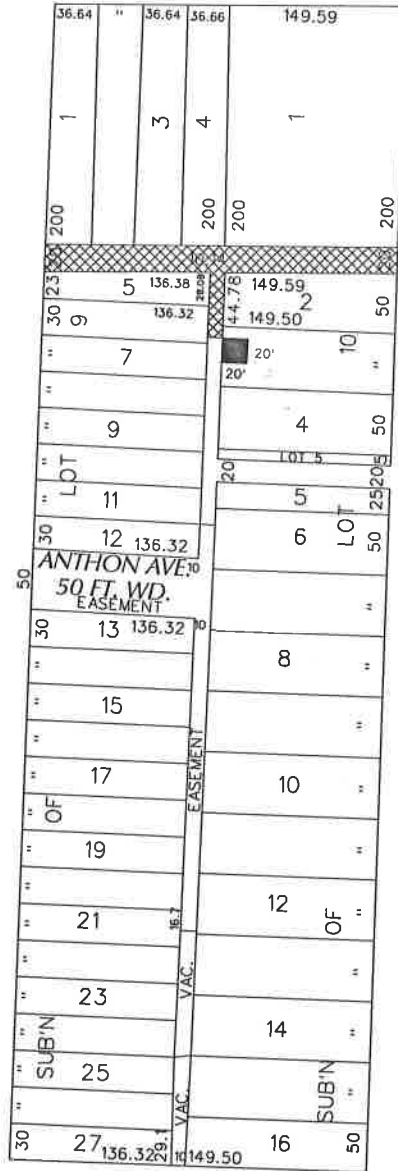 36.64 " 36.64 36.66 149.59
1 3 4 1
200 200 200 200
23 5 136.38 28.08 149.59
44.78 2 50
30 9 136.32 149.50
10
" 7 20' "
20'
" 9 4 50
LOT 5
" LOT 20 5 25 20 5
" 11 6 LOT 50
30 12 136.32
ANTHON AVE. 10
50 50 FT. WD.
EASEMENT "
30 13 136.32 10
" 8 "
" 15
" "
" 17 EASEMENT 10 "
" OF
" 19 "
" 12 "
" 21 16.7 OF
" VAC. "
" 23
" 14 "
" SUB'N 25
" VAC. SUB'N "
30 27 136.32 29.1 10 149.50 16 50